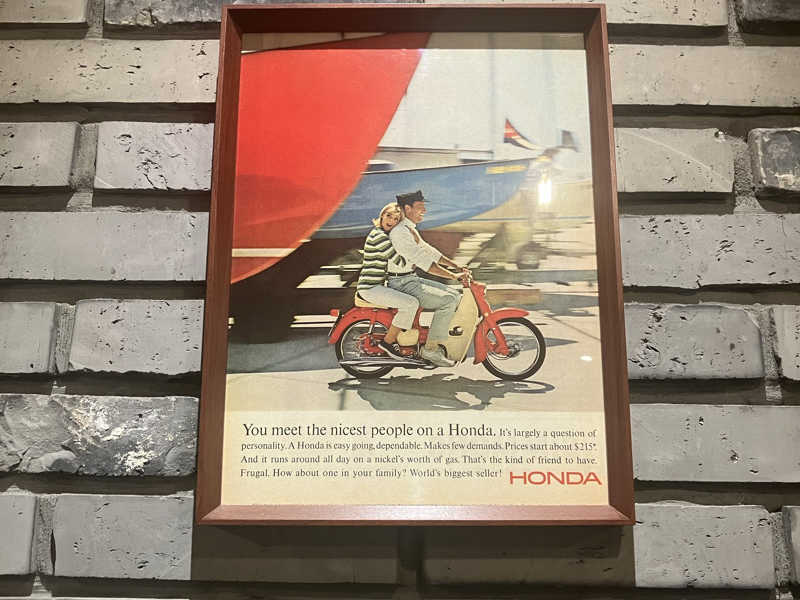 You meet the nicest people on a Honda. It's largely a question of
personality. A Honda is easy going, dependable. Makes few demands. Prices start about $215*.
And it runs around all day on a nickel's worth of gas. That's the kind of friend to have.
Frugal. How about one in your family? World's biggest seller! HONDA